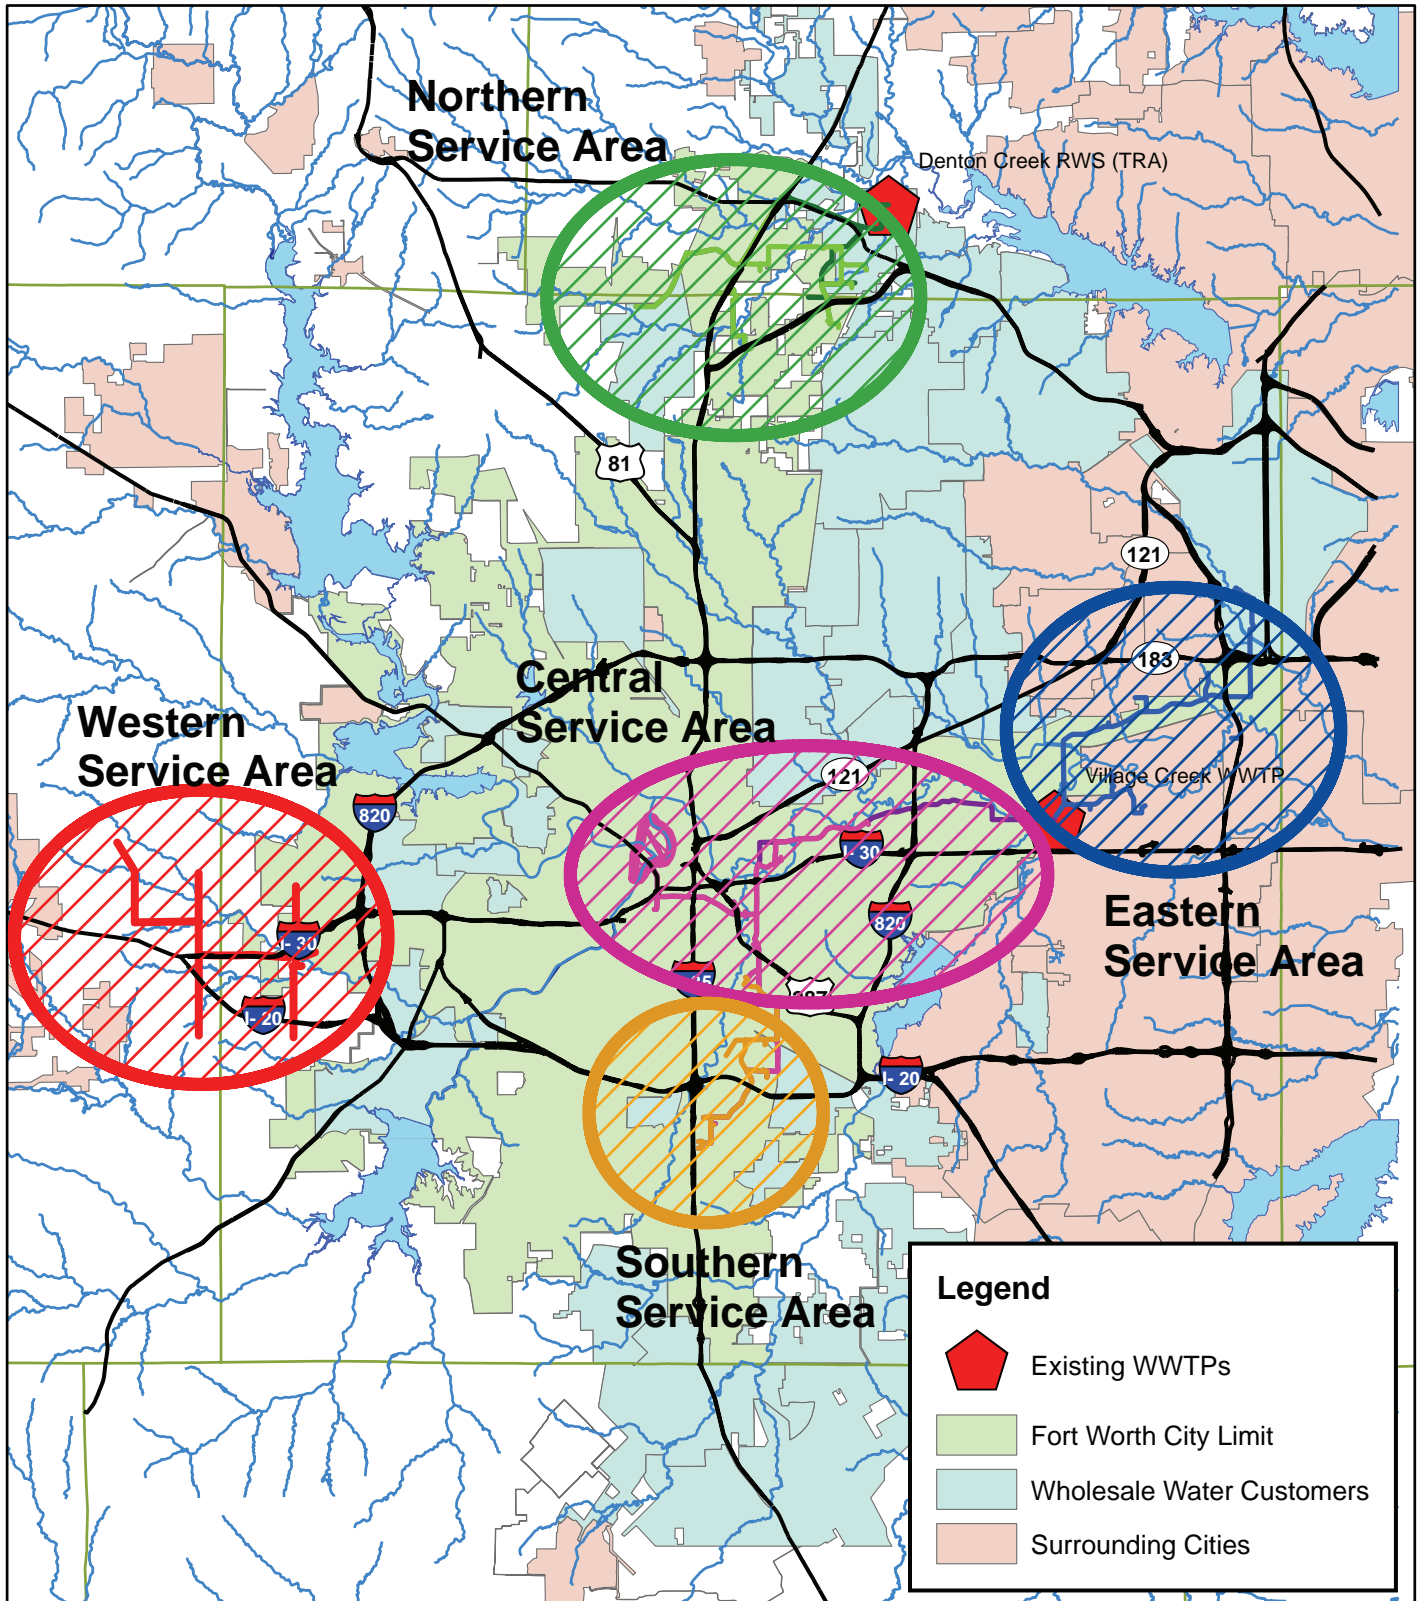 Northern
Service Area
Denton Creek RWS (TRA)
81
121
183
Central
Service Area
Western
Service Area
121
Village Creek WWTP
820
I- 30
820
Eastern
Service Area
I- 30
I- 20
I- 20
Southern
Service Area
Legend
Existing WWTPs
Fort Worth City Limit
Wholesale Water Customers
Surrounding Cities